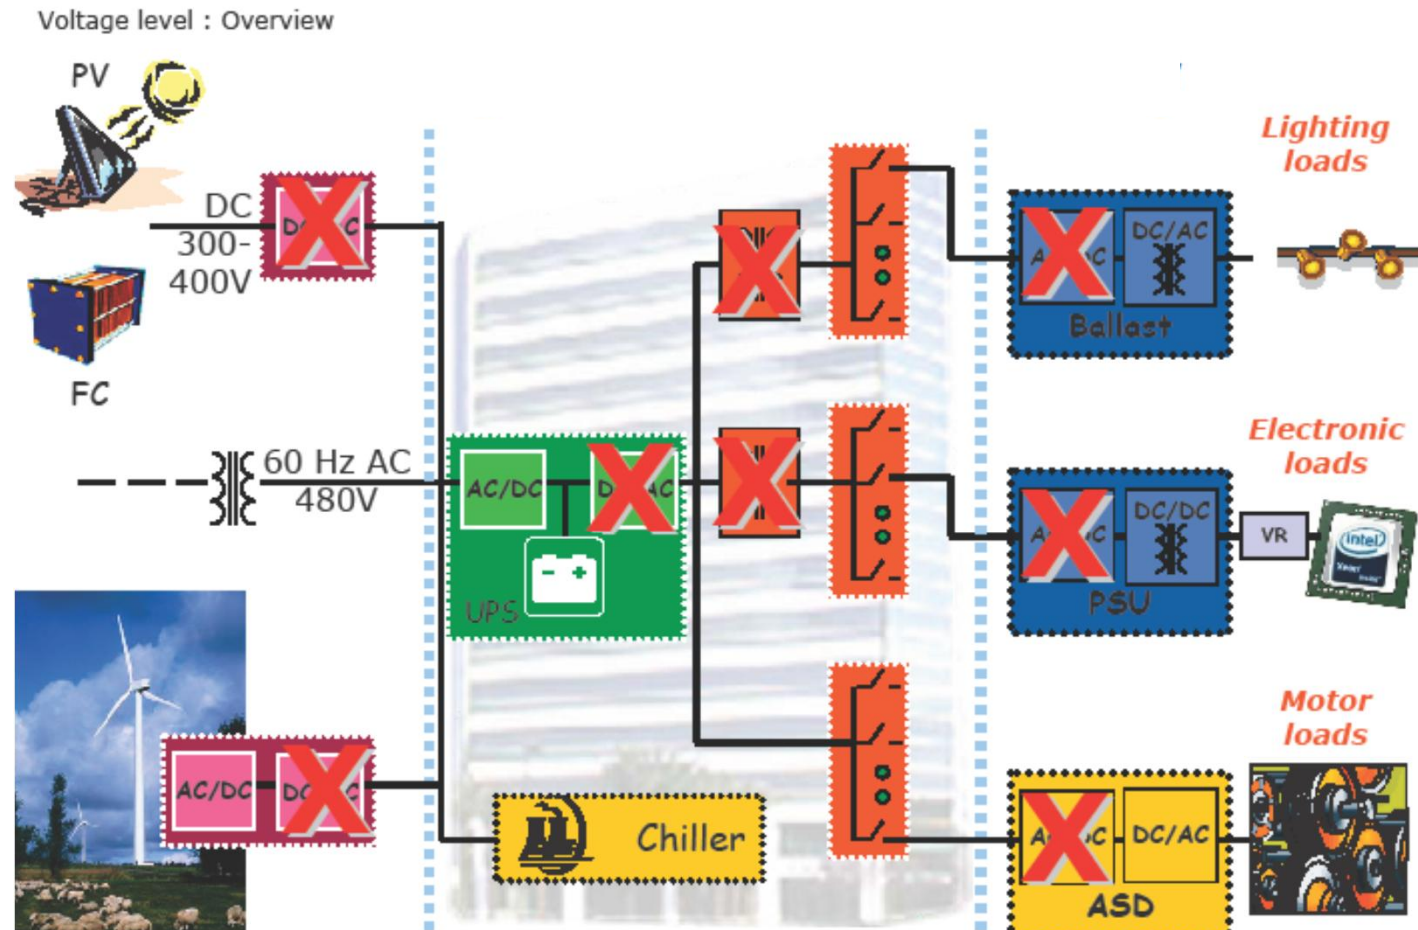 Voltage level : Overview
PV
DC
300-
400V
FC
60 Hz AC
480V
AC/DC
UPS
AC/DC
Chiller
Lighting
loads
DC/AC
Ballast
Electronic
loads
DC/DC
PSU
VR
intel
Xeon
Motor
loads
DC/AC
ASD